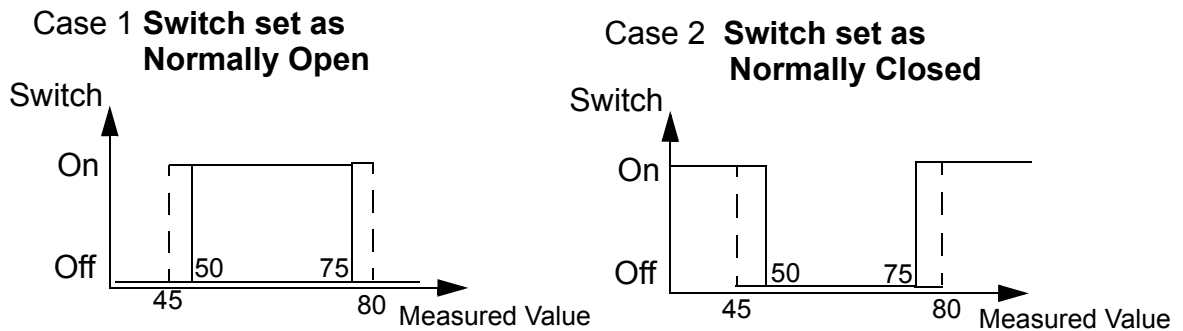 Case 1 Switch set as
Normally Open
Switch
On
Off
50
75
45
80
Measured Value
Case 2 Switch set as
Normally Closed
Switch
On
Off
50
75
45
80
Measured Value